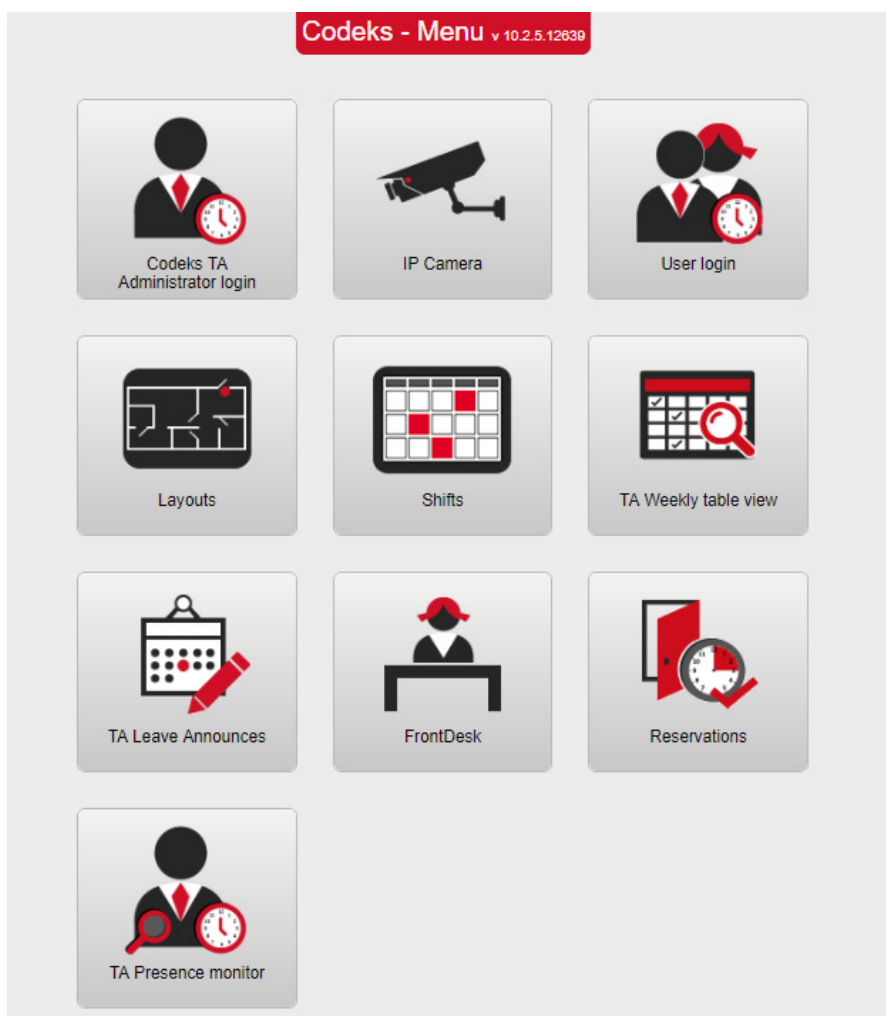 Codeks - Menu v 10.2.5.12639
Codeks TA
Administrator login
IP Camera
User login
Layouts
Shifts
TA Weekly table view
TA Leave Announces
FrontDesk
Reservations
TA Presence monitor